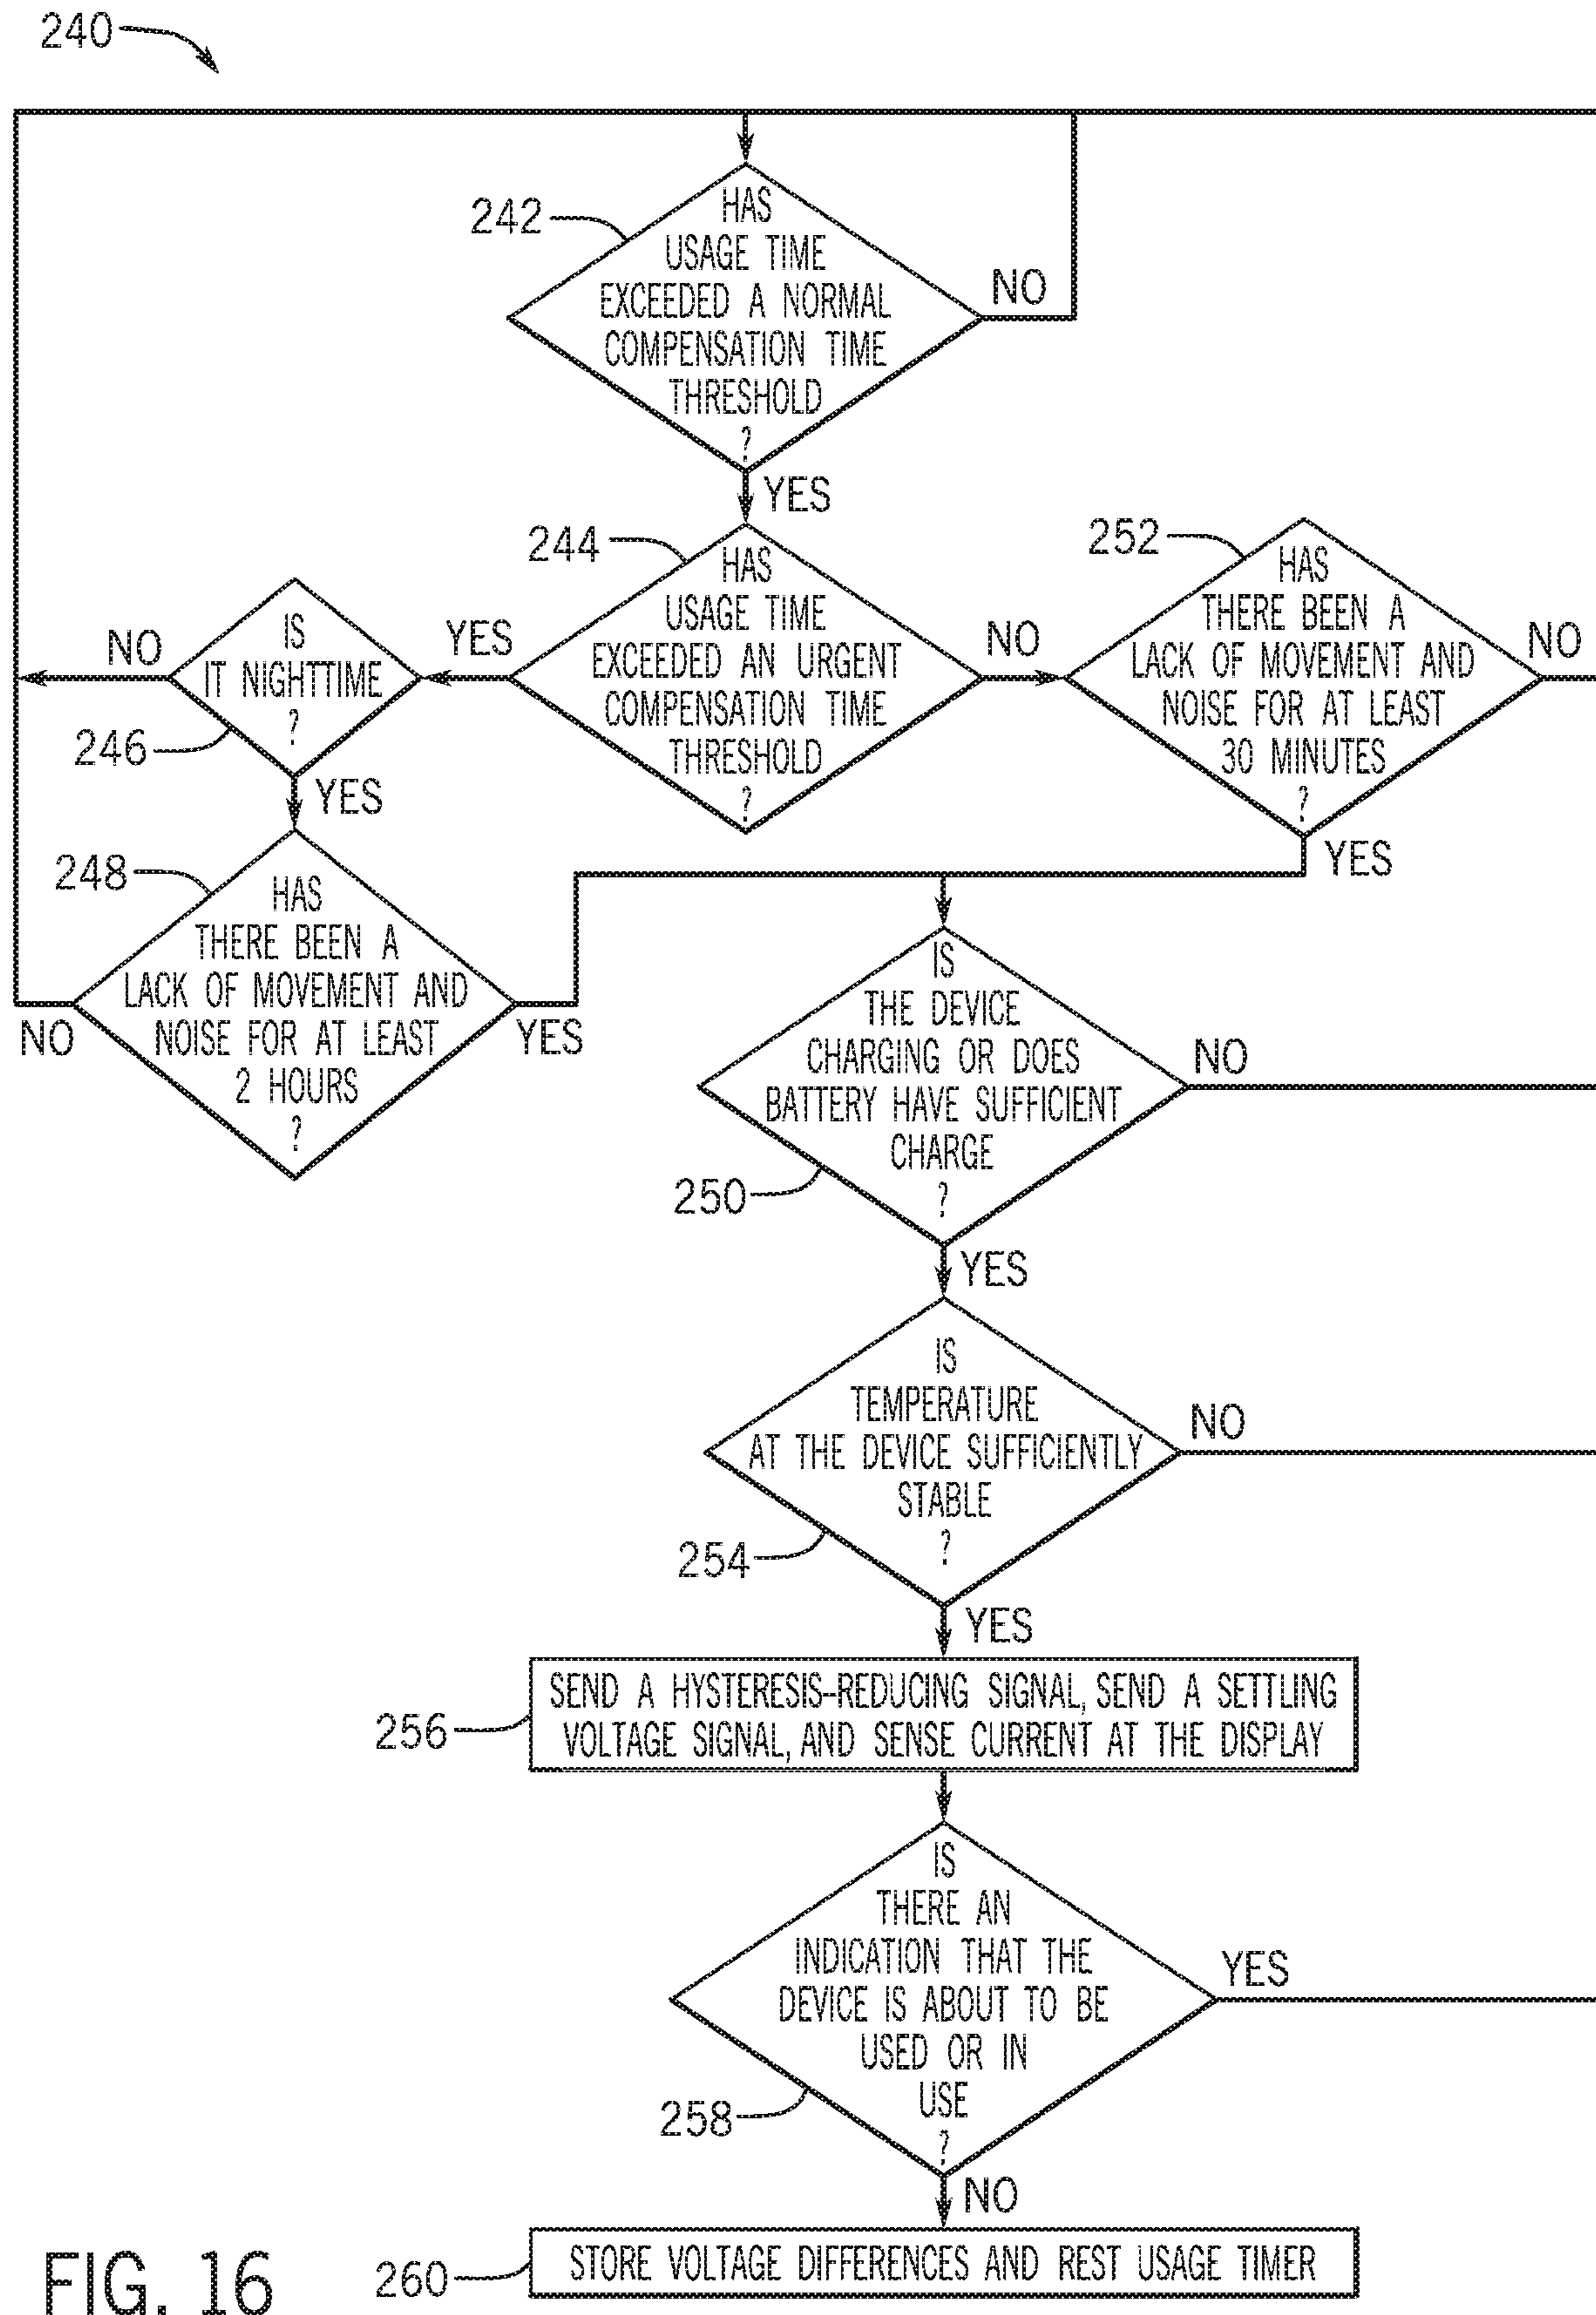 240
242
HAS
USAGE TIME
EXCEEDED A NORMAL
COMPENSATION TIME
THRESHOLD
?
NO
YES
244
HAS
USAGE TIME
EXCEEDED AN URGENT
COMPENSATION TIME
THRESHOLD
?
YES
NO
252
HAS
THERE BEEN A
LACK OF MOVEMENT AND
NOISE FOR AT LEAST
30 MINUTES
?
NO
YES
NO
IS
IT NIGHTTIME
?
246
YES
248
HAS
THERE BEEN A
LACK OF MOVEMENT AND
NOISE FOR AT LEAST
2 HOURS
?
NO
YES
IS
THE DEVICE
CHARGING OR DOES
BATTERY HAVE SUFFICIENT
CHARGE
?
NO
250
YES
IS
TEMPERATURE
AT THE DEVICE SUFFICIENTLY
STABLE
?
NO
254
YES
SEND A HYSTERESIS-REDUCING SIGNAL, SEND A SETTLING
VOLTAGE SIGNAL, AND SENSE CURRENT AT THE DISPLAY
256
IS
THERE AN
INDICATION THAT THE
DEVICE IS ABOUT TO BE
USED OR IN
USE
?
YES
258
NO
STORE VOLTAGE DIFFERENCES AND REST USAGE TIMER
260
FIG. 16